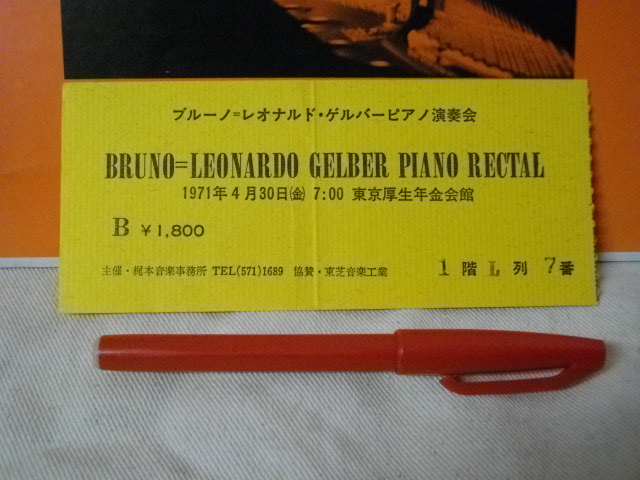 ブルーノ=レオナルド・ゲルバーピアノ演奏会
BRUNO=LEONARDO GELBER PIANO RECTAL
1971年4月30日(金) 7:00 東京厚生年金会館
B ¥1,800
主催・梶本音楽事務所 TEL(571)1689 協賛・東芝音楽工業 1階L列7番